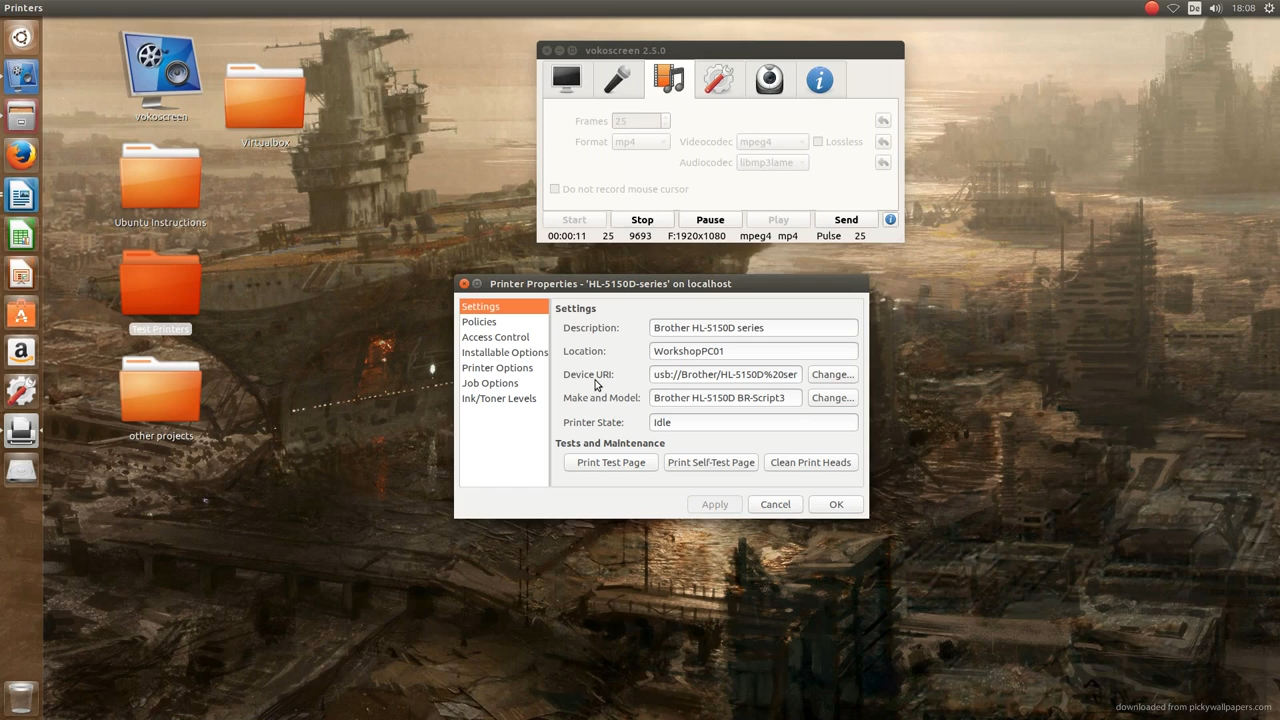 Printers
De
18:08
vokoscreen
Virtualbox
Ubuntu Instructions
Test Printers
other projects
vokoscreen 2.5.0
Frames 25
Format mp4 Videocodec mpeg4 Lossless
Audiocodec libmp3lame
Do not record mouse cursor
Start Stop Pause Play Send
00:00:11 25 9693 F:1920x1080 mpeg4 mp4 Pulse 25
Printer Properties - 'HL-5150D-series' on localhost
Settings
Policies
Access Control
Installable Options
Printer Options
Job Options
Ink/Toner Levels
Settings
Description: Brother HL-5150D series
Location: WorkshopPC01
Device URI: usb://Brother/HL-5150D%20ser Change...
Make and Model: Brother HL-5150D BR-Script3 Change...
Printer State: Idle
Tests and Maintenance
Print Test Page Print Self-Test Page Clean Print Heads
Apply Cancel OK
downloaded from pickywallpapers.com